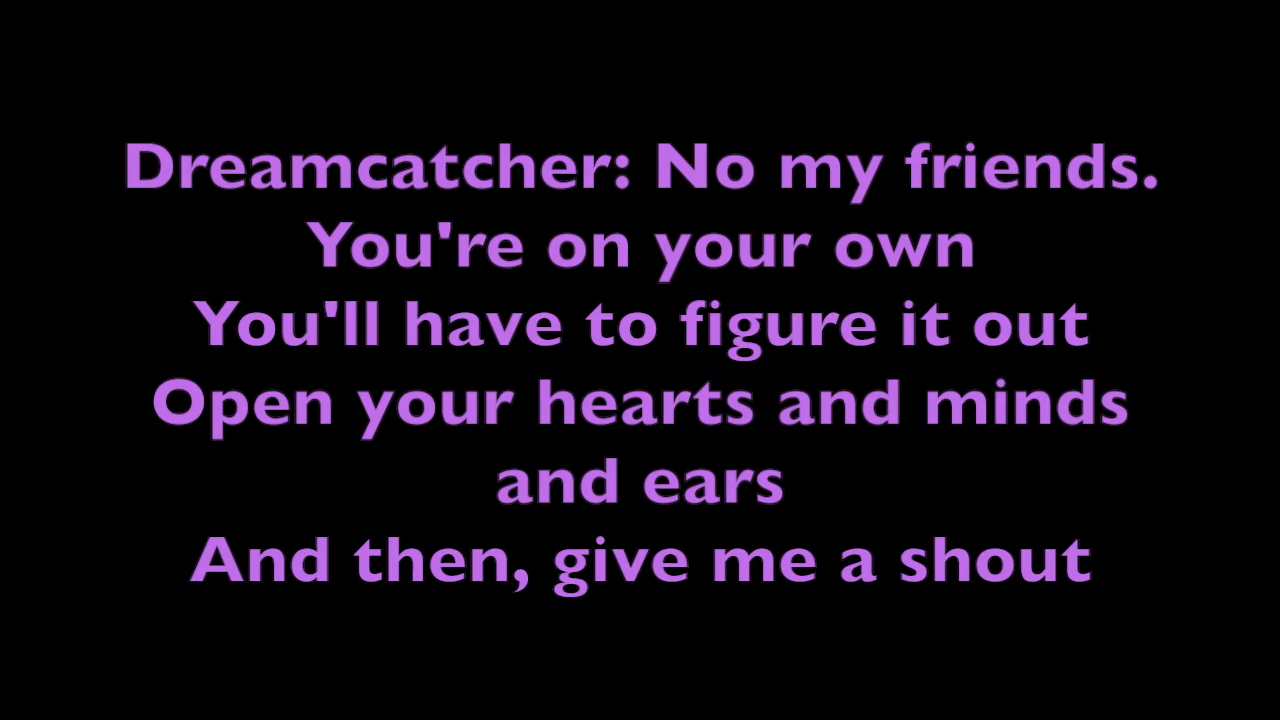 Dreamcatcher: No my friends.
You're on your own
You'll have to figure it out
Open your hearts and minds
and ears
And then, give me a shout